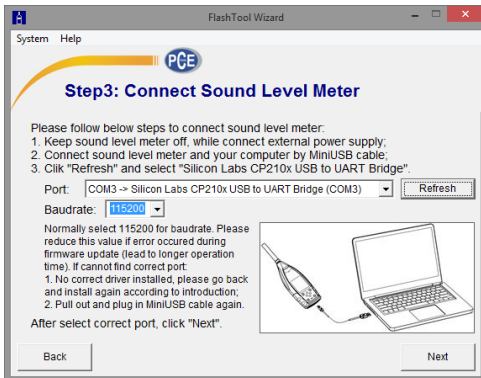 FlashTool Wizard
System Help
PCE
Step3: Connect Sound Level Meter
Please follow below steps to connect sound level meter:
1. Keep sound level meter off, while connect external power supply;
2. Connect sound level meter and your computer by MiniUSB cable;
3. Clik "Refresh" and select "Silicon Labs CP210x USB to UART Bridge".
Port: COM3 -> Silicon Labs CP210x USB to UART Bridge (COM3) Refresh
Baudrate: 115200
Normally select 115200 for baudrate. Please
reduce this value if error occured during
firmware update (lead to longer operation
time). If cannot find correct port:
1. No correct driver installed, please go back
and install again according to introduction;
2. Pull out and plug in MiniUSB cable again.
After select correct port, click "Next".
Back Next